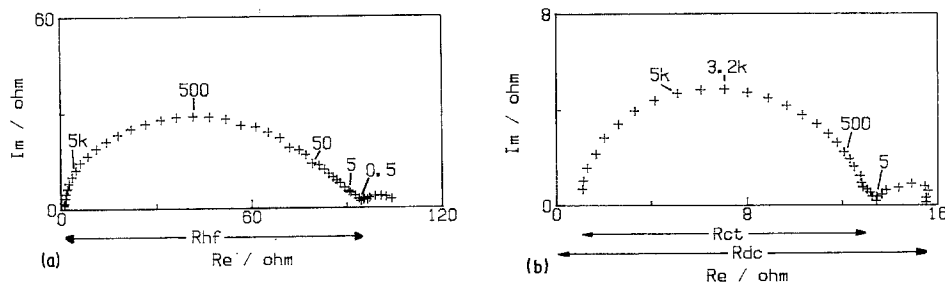 60
Im / ohm
500
5k
50
5
0.5
0
0
60
120
Rhf
(a)
Re / ohm
8
Im / ohm
3.2k
5k
500
5
0
0
8
16
Rct
Rdc
(b)
Re / ohm